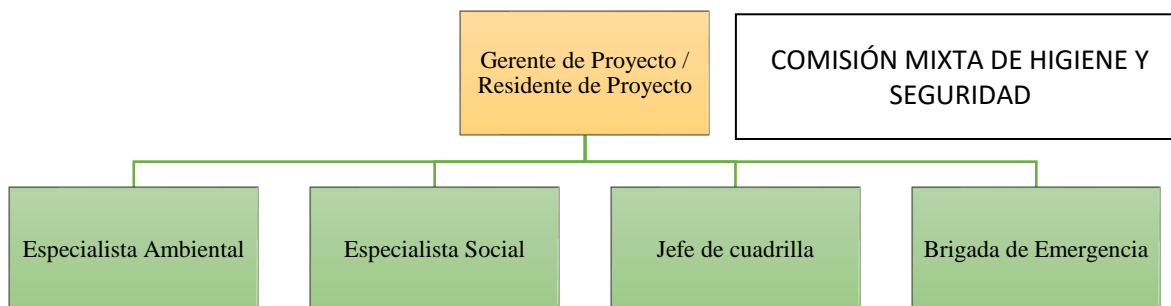 Gerente de Proyecto /
Residente de Proyecto
COMISIÓN MIXTA DE HIGIENE Y
SEGURIDAD
Especialista Ambiental
Especialista Social
Jefe de cuadrilla
Brigada de Emergencia